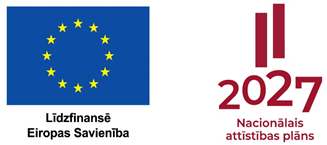 Līdzfinansē
Eiropas Savienība
2027
Nacionālais
attīstības plāns